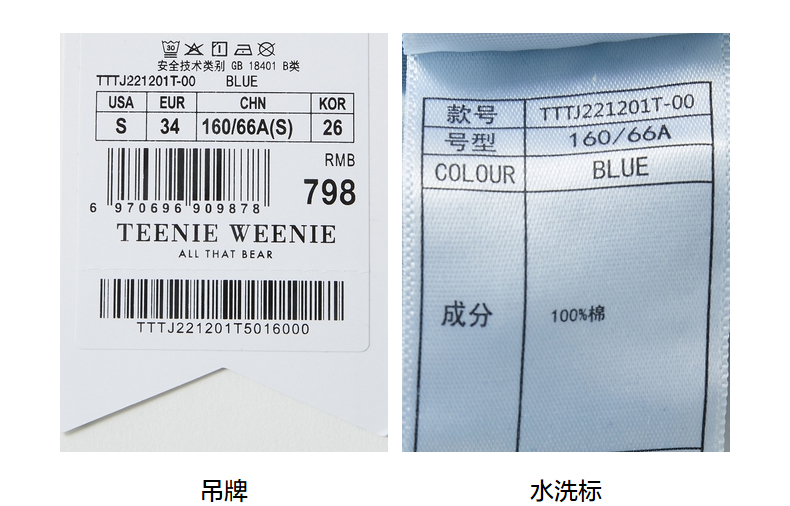 安全技术类别 GB 18401 B类
TTTJ221201T-00 BLUE
USA EUR CHN KOR
S 34 160/66A(S) 26
RMB
798
6 970696 909878
TEENIE WEENIE
ALL THAT BEAR
TTTJ221201T5016000
吊牌
款号 TTTJ221201T-00
号型 160/66A
COLOUR BLUE
成分 100%棉
水洗标